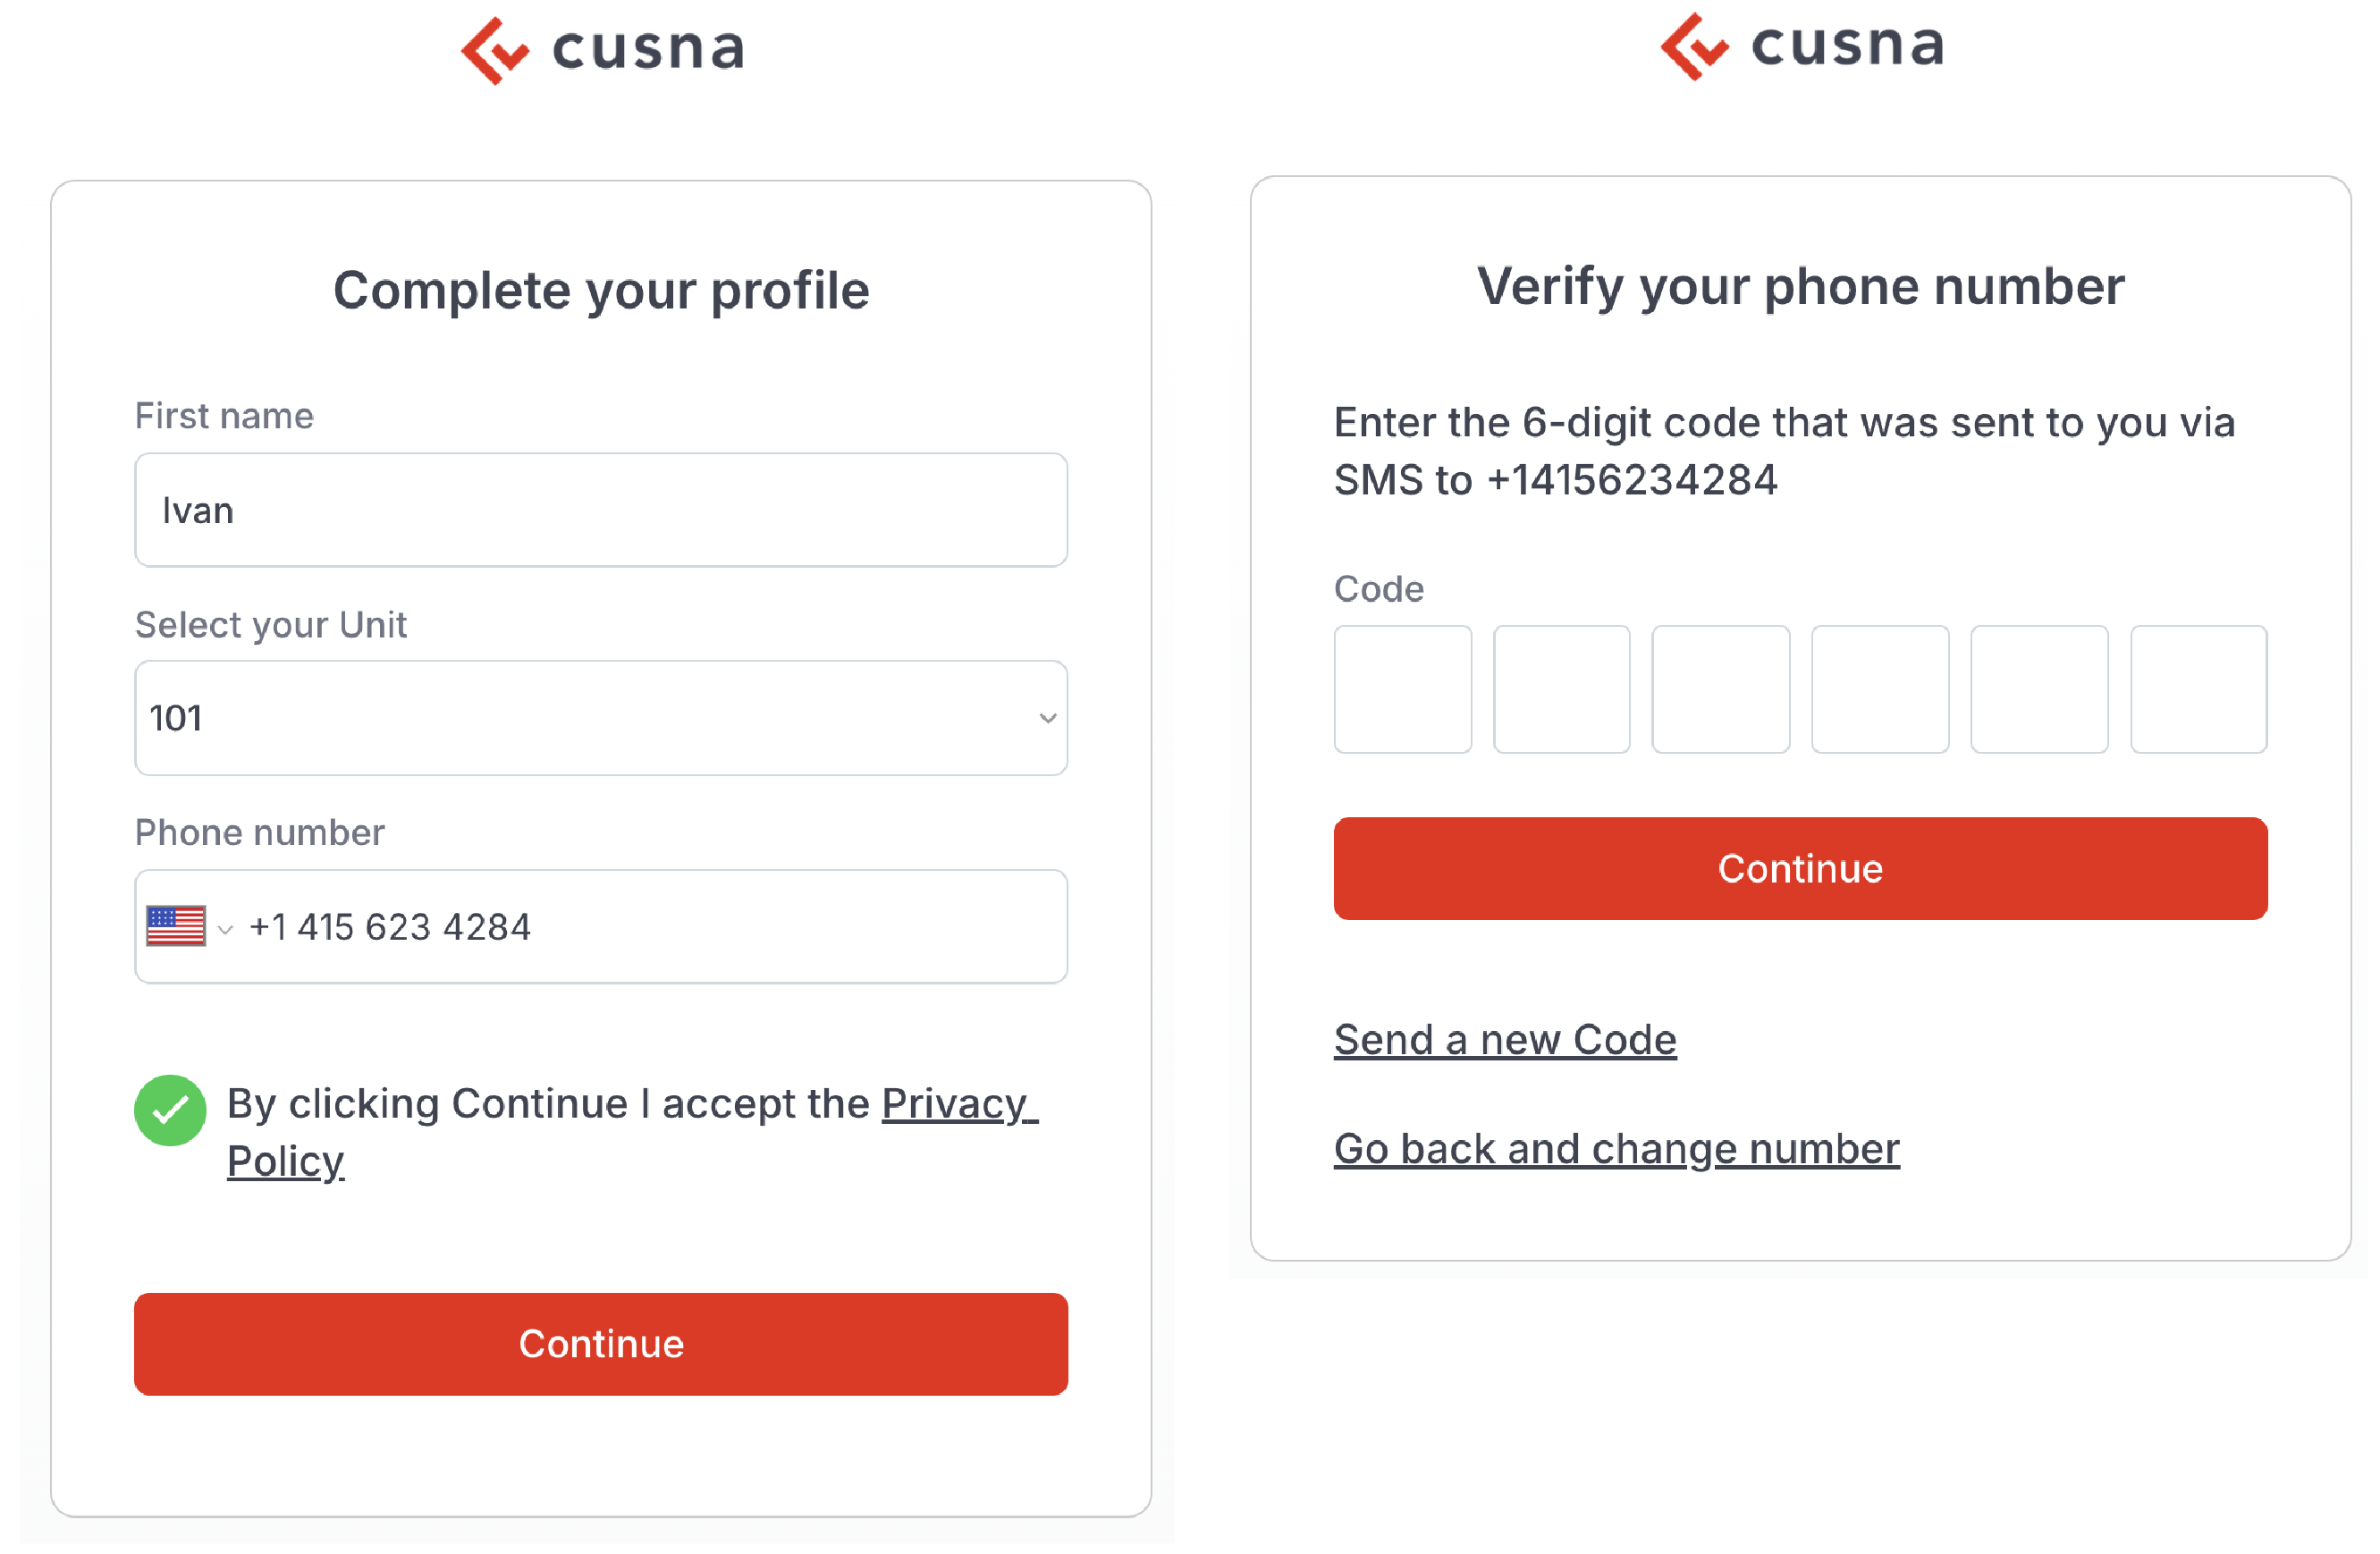 cusna
Complete your profile
First name
Ivan
Select your Unit
101
Phone number
+1 415 623 4284
By clicking Continue I accept the Privacy
Policy
Continue
cusna
Verify your phone number
Enter the 6-digit code that was sent to you via
SMS to +14156234284
Code
Continue
Send a new Code
Go back and change number